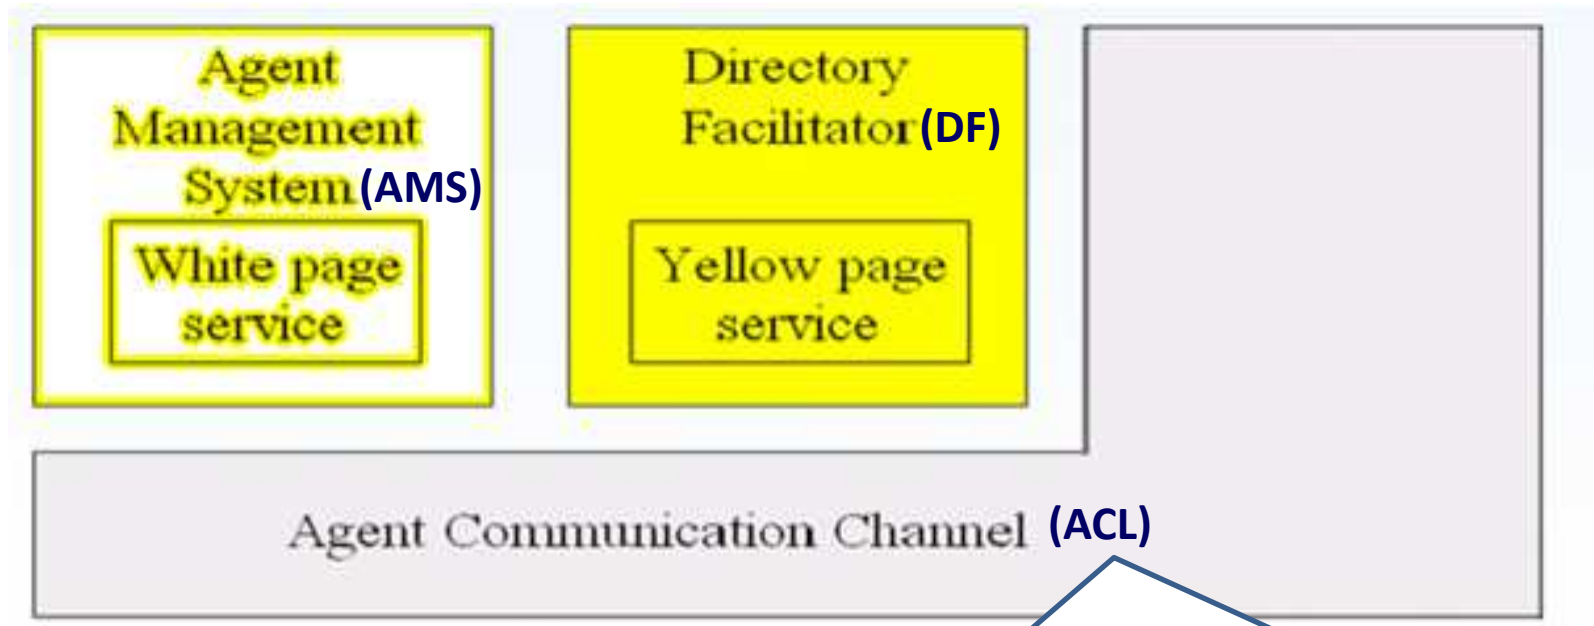 Agent
Management
System (AMS)
White page
service
Directory
Facilitator (DF)
Yellow page
service
Agent Communication Channel (ACL)